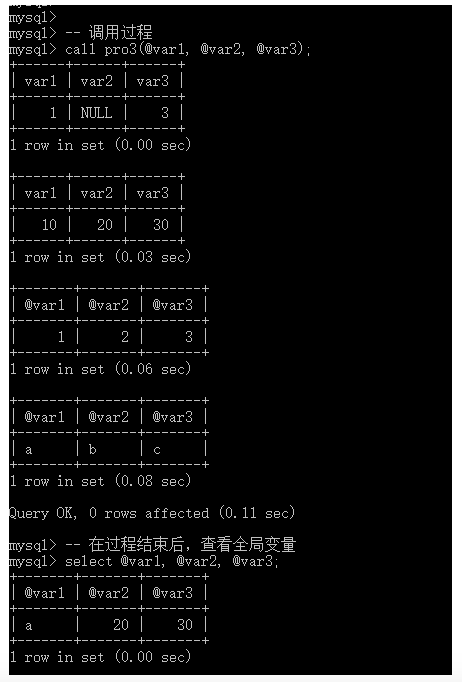 mysql>
mysql>
mysql> -- 调用过程
mysql> call pro3(@var1, @var2, @var3);
+------+------+------+
| var1 | var2 | var3 |
+------+------+------+
|    1 | NULL |    3 |
+------+------+------+
1 row in set (0.00 sec)

+------+------+------+
| var1 | var2 | var3 |
+------+------+------+
|   10 |   20 |   30 |
+------+------+------+
1 row in set (0.03 sec)

+-------+-------+-------+
| @var1 | @var2 | @var3 |
+-------+-------+-------+
|     1 |     2 |     3 |
+-------+-------+-------+
1 row in set (0.06 sec)

+-------+-------+-------+
| @var1 | @var2 | @var3 |
+-------+-------+-------+
| a     | b     | c     |
+-------+-------+-------+
1 row in set (0.08 sec)

Query OK, 0 rows affected (0.11 sec)

mysql> -- 在过程结束后，查看全局变量
mysql> select @var1, @var2, @var3;
+-------+-------+-------+
| @var1 | @var2 | @var3 |
+-------+-------+-------+
| a     |    20 |    30 |
+-------+-------+-------+
1 row in set (0.00 sec)